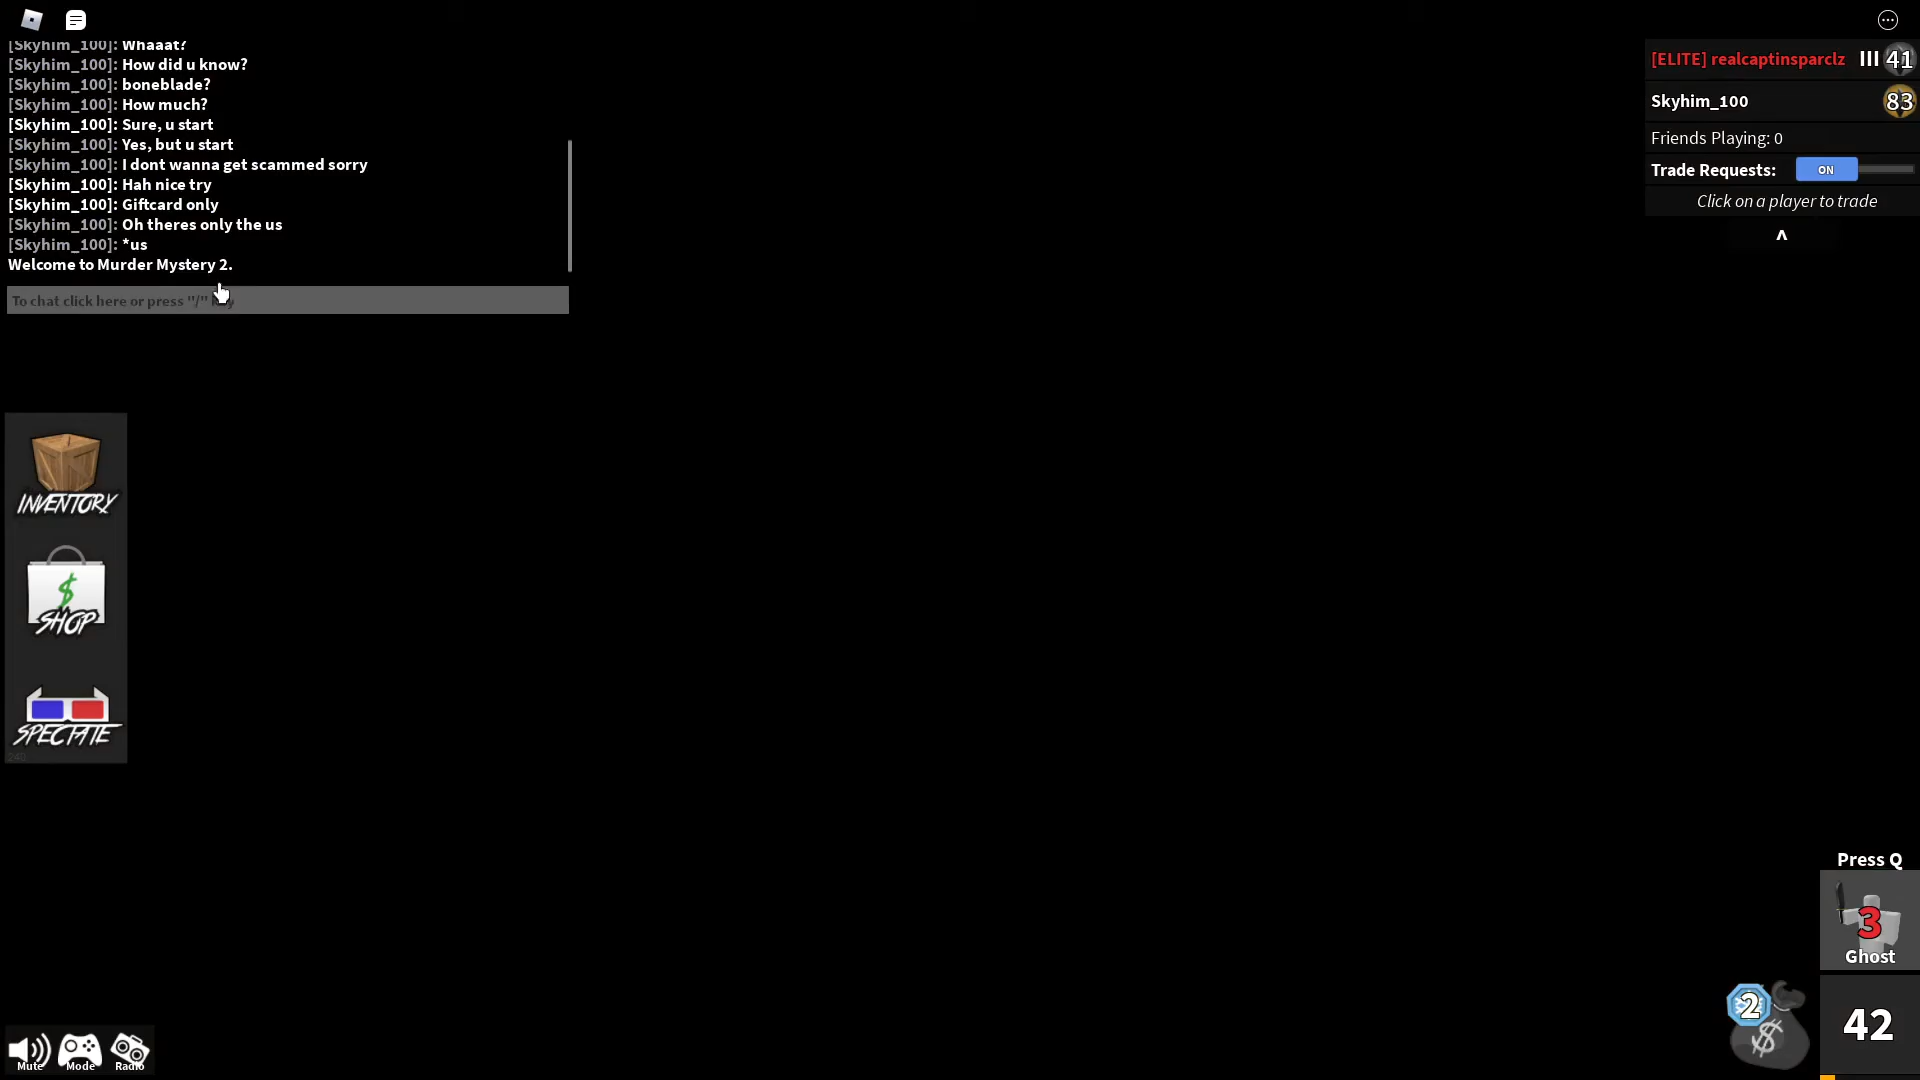 [Skyhim_100]: Whaaat?
[Skyhim_100]: How did u know?
[Skyhim_100]: boneblade?
[Skyhim_100]: How much?
[Skyhim_100]: Sure, u start
[Skyhim_100]: Yes, but u start
[Skyhim_100]: I dont wanna get scammed sorry
[Skyhim_100]: Hah nice try
[Skyhim_100]: Giftcard only
[Skyhim_100]: Oh theres only the us
[Skyhim_100]: *us
Welcome to Murder Mystery 2.
To chat click here or press "/" key
[ELITE] realcaptinsparclz III 41
Skyhim_100 83
Friends Playing: 0
Trade Requests: ON
Click on a player to trade
INVENTORY
$
SHOP
SPECTATE
240
Mute Mode Radio
Press Q
3
Ghost
2
$
42